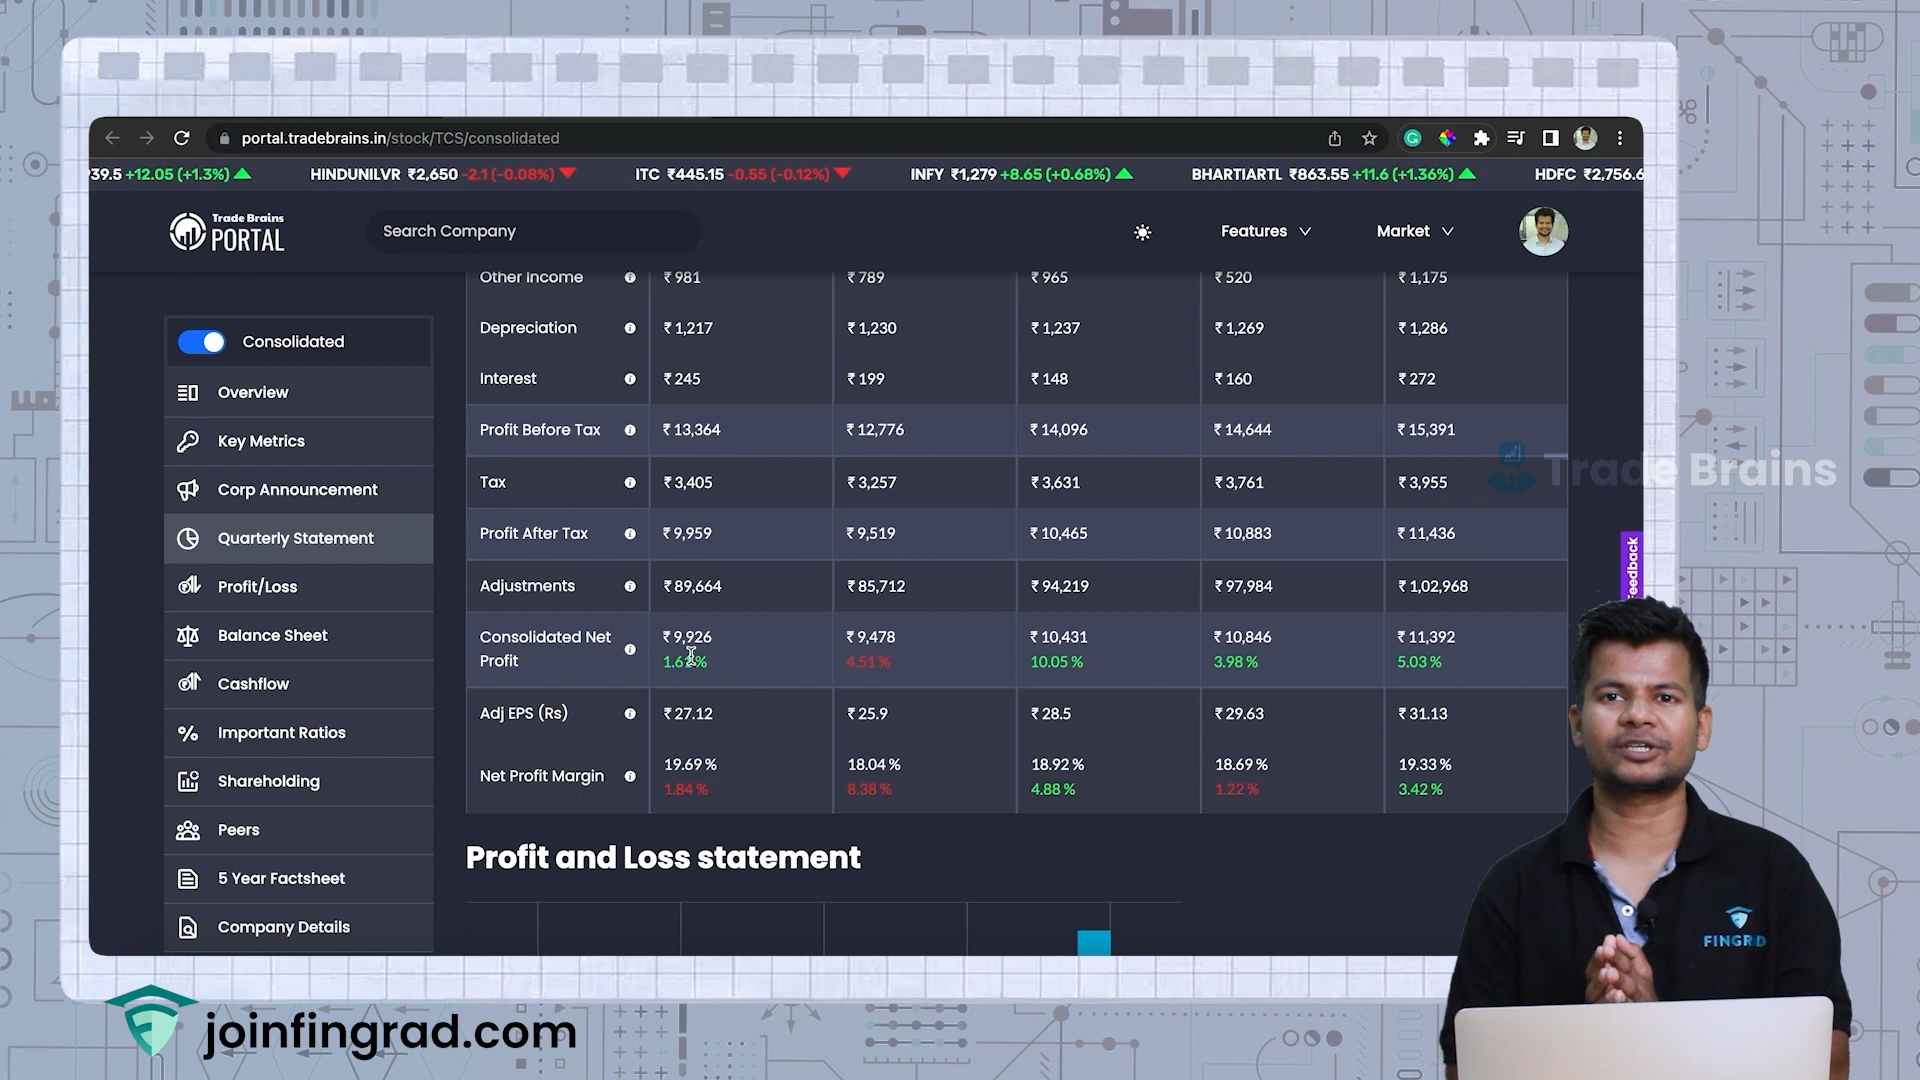 portal.tradebrains.in/stock/TCS/consolidated
39.5 +12.05 (+1.3%) HINDUNILVR ₹2,650 -2.1 (-0.08%) ITC ₹445.15 -0.55 (-0.12%) INFY ₹1,279 +8.65 (+0.68%) BHARTIARTL ₹863.55 +11.6 (+1.36%) HDFC ₹2,756.6
Trade Brains
PORTAL
Search Company
Features
Market
Consolidated
Overview
Key Metrics
Corp Announcement
Quarterly Statement
Profit/Loss
Balance Sheet
Cashflow
Important Ratios
Shareholding
Peers
5 Year Factsheet
Company Details
Other Income ₹ 981 ₹ 789 ₹ 965 ₹ 520 ₹ 1,175
Depreciation ₹ 1,217 ₹ 1,230 ₹ 1,237 ₹ 1,269 ₹ 1,286
Interest ₹ 245 ₹ 199 ₹ 148 ₹ 160 ₹ 272
Profit Before Tax ₹ 13,364 ₹ 12,776 ₹ 14,096 ₹ 14,644 ₹ 15,391
Tax ₹ 3,405 ₹ 3,257 ₹ 3,631 ₹ 3,761 ₹ 3,955
Profit After Tax ₹ 9,959 ₹ 9,519 ₹ 10,465 ₹ 10,883 ₹ 11,436
Adjustments ₹ 89,664 ₹ 85,712 ₹ 94,219 ₹ 97,984 ₹ 1,02,968
Consolidated Net Profit ₹ 9,926 ₹ 9,478 ₹ 10,431 ₹ 10,846 ₹ 11,392
4.51 % 10.05 % 3.98 % 5.03 %
Adj EPS (Rs) ₹ 27.12 ₹ 25.9 ₹ 28.5 ₹ 29.63 ₹ 31.13
Net Profit Margin 19.69 % 18.04 % 18.92 % 18.69 % 19.33 %
1.84 % 8.38 % 4.88 % 1.22 % 3.42 %
Profit and Loss statement
Trade Brains
Feedback
FINGRAD
joinfingrad.com